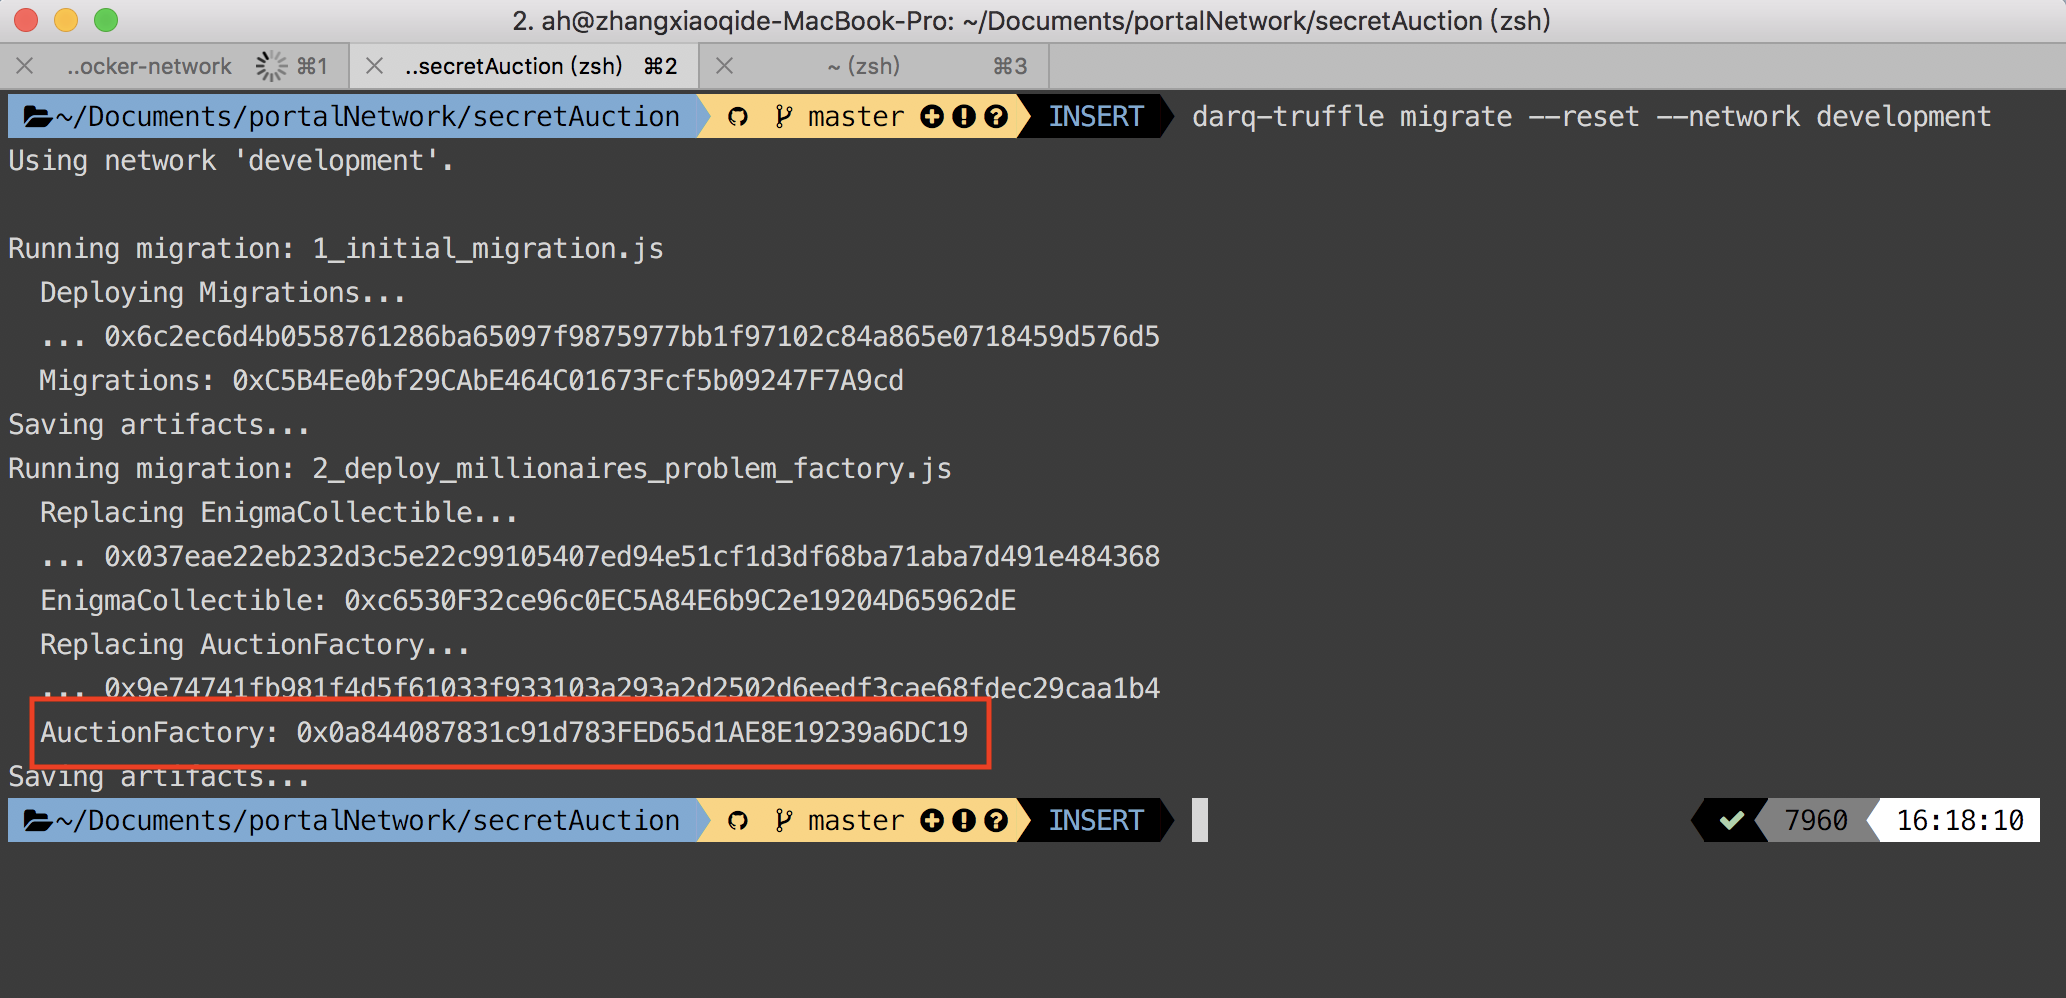 2. ah@zhangxiaoqide-MacBook-Pro: ~/Documents/portalNetwork/secretAuction (zsh)
..ocker-network ⌘1 ..secretAuction (zsh) ⌘2 ~ (zsh) ⌘3
~/Documents/portalNetwork/secretAuction master INSERT darq-truffle migrate --reset --network development
Using network 'development'.
Running migration: 1_initial_migration.js
Deploying Migrations...
... 0x6c2ec6d4b0558761286ba65097f9875977bb1f97102c84a865e0718459d576d5
Migrations: 0xC5B4Ee0bf29CAbE464C01673Fcf5b09247F7A9cd
Saving artifacts...
Running migration: 2_deploy_millionaires_problem_factory.js
Replacing EnigmaCollectible...
... 0x037eae22eb232d3c5e22c99105407ed94e51cf1d3df68ba71aba7d491e484368
EnigmaCollectible: 0xc6530F32ce96c0EC5A84E6b9C2e19204D65962dE
Replacing AuctionFactory...
... 0x9e74741fb981f4d5f61033f933103a293a2d2502d6eedf3cae68fdec29caa1b4
AuctionFactory: 0x0a844087831c91d783FED65d1AE8E19239a6DC19
Saving artifacts...
~/Documents/portalNetwork/secretAuction master INSERT 7960 16:18:10